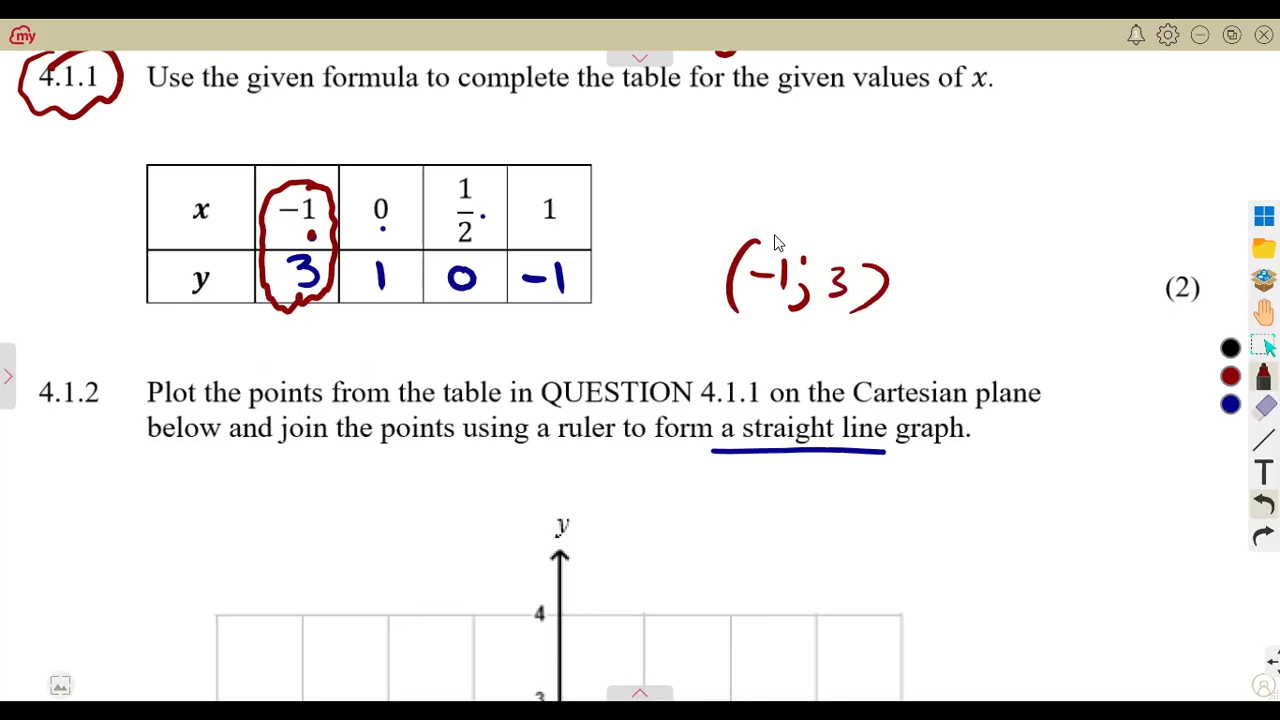 my
4.1.1 Use the given formula to complete the table for the given values of x.
x −1 0 1/2 1
y 3 1 0 -1
(-1; 3)
(2)
4.1.2 Plot the points from the table in QUESTION 4.1.1 on the Cartesian plane
below and join the points using a ruler to form a straight line graph.
y
4
3
T